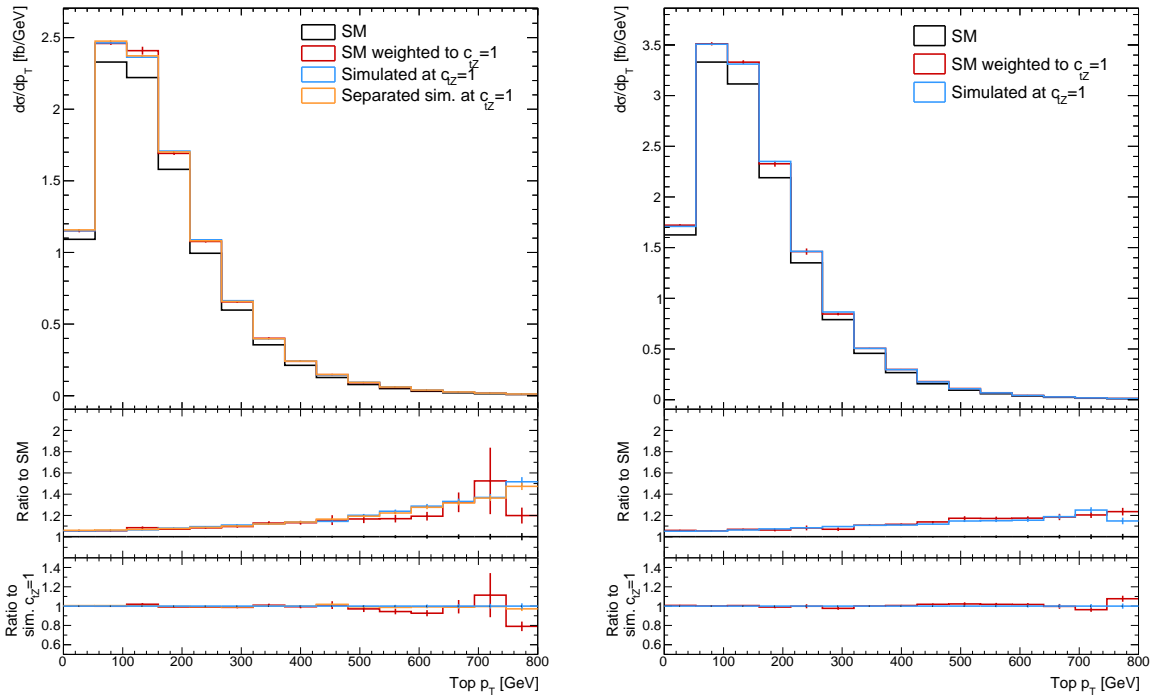 dσ/dp_T [fb/GeV]
2.5
2
1.5
1
0.5
0
SM
SM weighted to c_tZ=1
Simulated at c_tZ=1
Separated sim. at c_tZ=1
Ratio to SM
2
1.8
1.6
1.4
1.2
1
Ratio to
sim. c_tZ=1
1.4
1.2
1
0.8
0.6
0 100 200 300 400 500 600 700 800
Top p_T [GeV]
dσ/dp_T [fb/GeV]
3.5
3
2.5
2
1.5
1
0.5
0
SM
SM weighted to c_tZ=1
Simulated at c_tZ=1
Ratio to SM
2
1.8
1.6
1.4
1.2
1
Ratio to
sim. c_tZ=1
1.4
1.2
1
0.8
0.6
0 100 200 300 400 500 600 700 800
Top p_T [GeV]